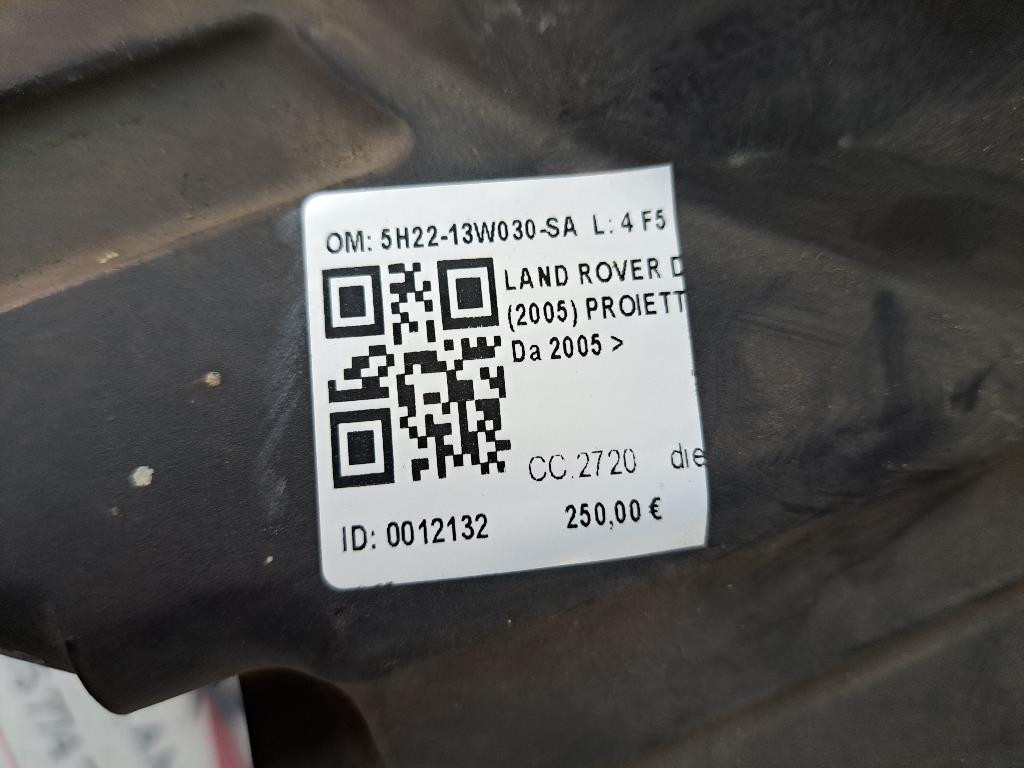 OM: 5H22-13W030-SA L: 4 F5
LAND ROVER D
(2005) PROIETT
Da 2005 >
CC.2720 die
ID: 0012132 250,00 €